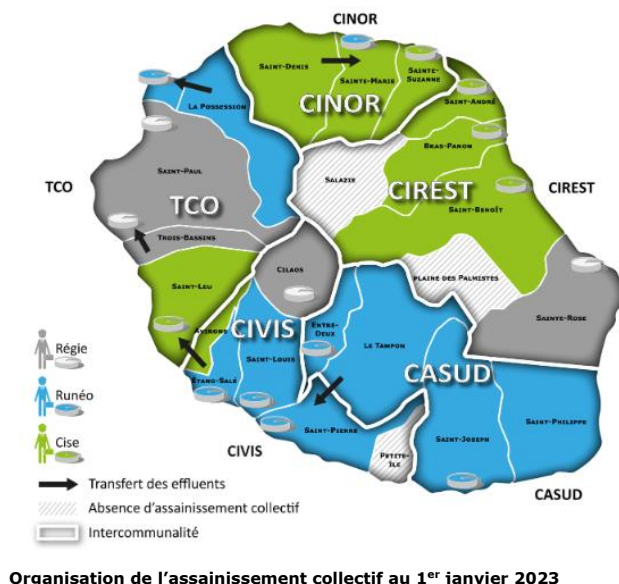 CINOR
SAINT-DENIS
SAINTE-MARIE
SAINTE-
SUZANNE
CINOR
LA POSSESSION
SAINT-ANDRÉ
BRAS-PANON
SALAZIE
SAINT-PAUL
TCO
CIREST
CIREST
TCO
SAINT-BENOÎT
TROIS-BASSINS
CILAOS
PLAINE DES PALMISTES
SAINT-LEU
SAINTE-ROSE
AVIRONS
CIVIS
ENTRE-
DEUX
LE TAMPON
SAINT-LOUIS
CASUD
ÉTANG-SALÉ
SAINT-PIERRE
PETITE-
ÎLE
SAINT-JOSEPH
SAINT-PHILIPPE
CIVIS
CASUD
Régie
Runéo
Cise
Transfert des effluents
Absence d'assainissement collectif
Intercommunalité
Organisation de l'assainissement collectif au 1er janvier 2023